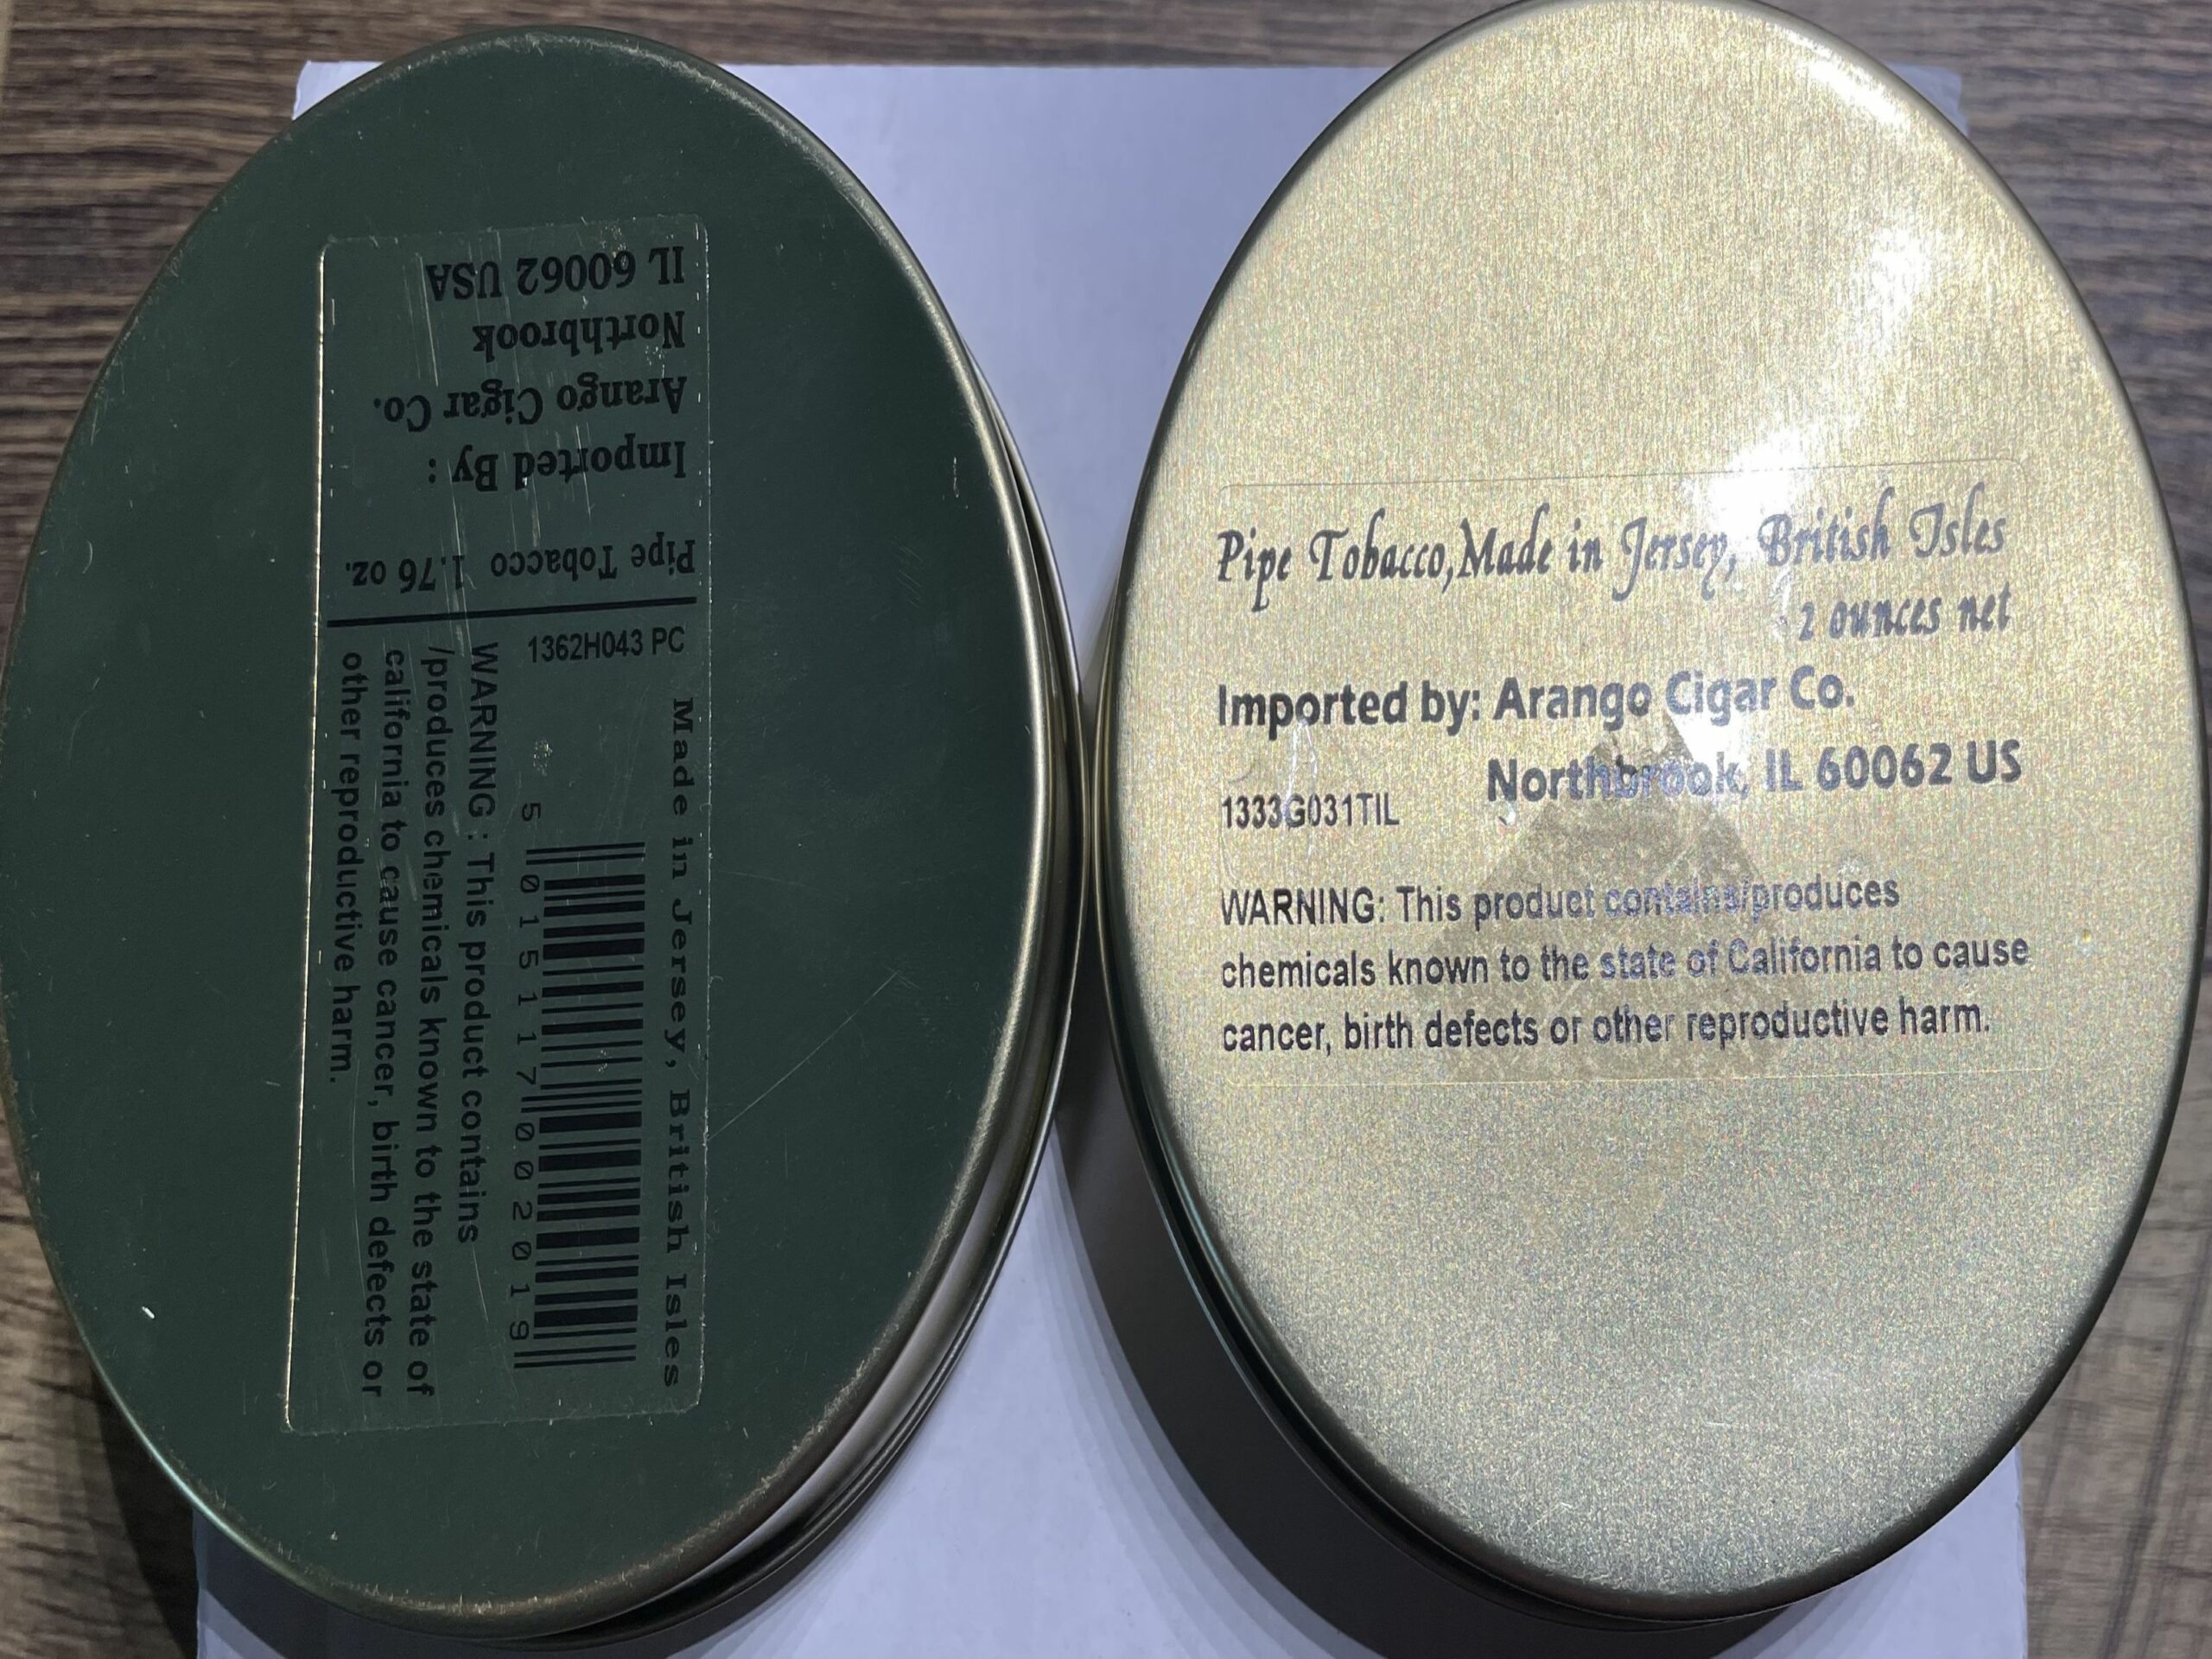 Imported By :
Arango Cigar Co.
Northbrook
IL 60062 USA
Pipe Tobacco 1.76 oz.
1362H043 PC
Made in Jersey, British Isles
5 015117 002019
WARNING : This product contains
/produces chemicals known to the state of
california to cause cancer, birth defects or
other reproductive harm.
Pipe Tobacco,Made in Jersey, British Isles
2 ounces net
Imported by: Arango Cigar Co.
Northbrook, IL 60062 US
1333G031TIL
WARNING: This product contains/produces
chemicals known to the state of California to cause
cancer, birth defects or other reproductive harm.